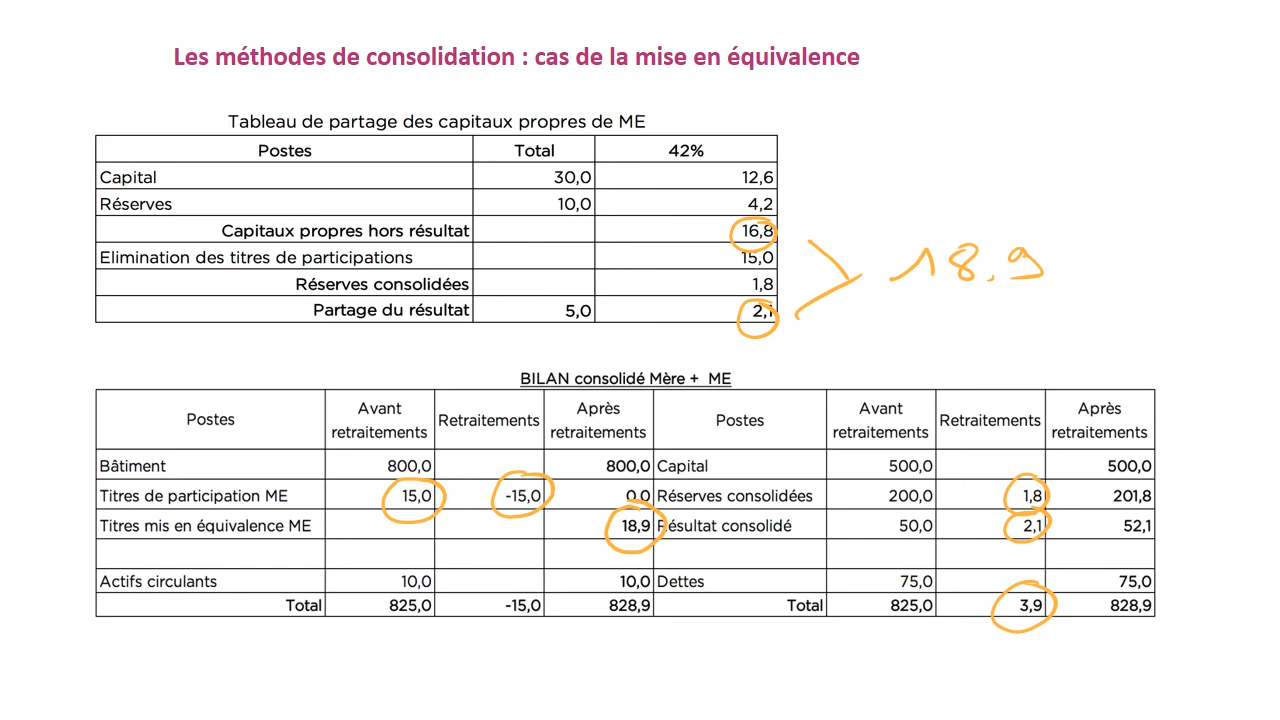 Les méthodes de consolidation : cas de la mise en équivalence
Tableau de partage des capitaux propres de ME
Postes Total 42%
Capital 30,0 12,6
Réserves 10,0 4,2
Capitaux propres hors résultat 16,8
Elimination des titres de participations 15,0
Réserves consolidées 1,8
Partage du résultat 5,0 2,1
18.9
BILAN consolidé Mère + ME
Postes Avant retraitements Retraitements Après retraitements Postes Avant retraitements Retraitements Après retraitements
Bâtiment 800,0 800,0 Capital 500,0 500,0
Titres de participation ME 15,0 -15,0 0,0 Réserves consolidées 200,0 1,8 201,8
Titres mis en équivalence ME 18,9 Résultat consolidé 50,0 2,1 52,1
Actifs circulants 10,0 10,0 Dettes 75,0 75,0
Total 825,0 -15,0 828,9 Total 825,0 3,9 828,9